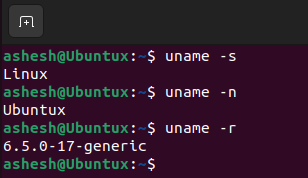 ashesh@Ubuntux:~$ uname -s
Linux
ashesh@Ubuntux:~$ uname -n
Ubuntux
ashesh@Ubuntux:~$ uname -r
6.5.0-17-generic
ashesh@Ubuntux:~$